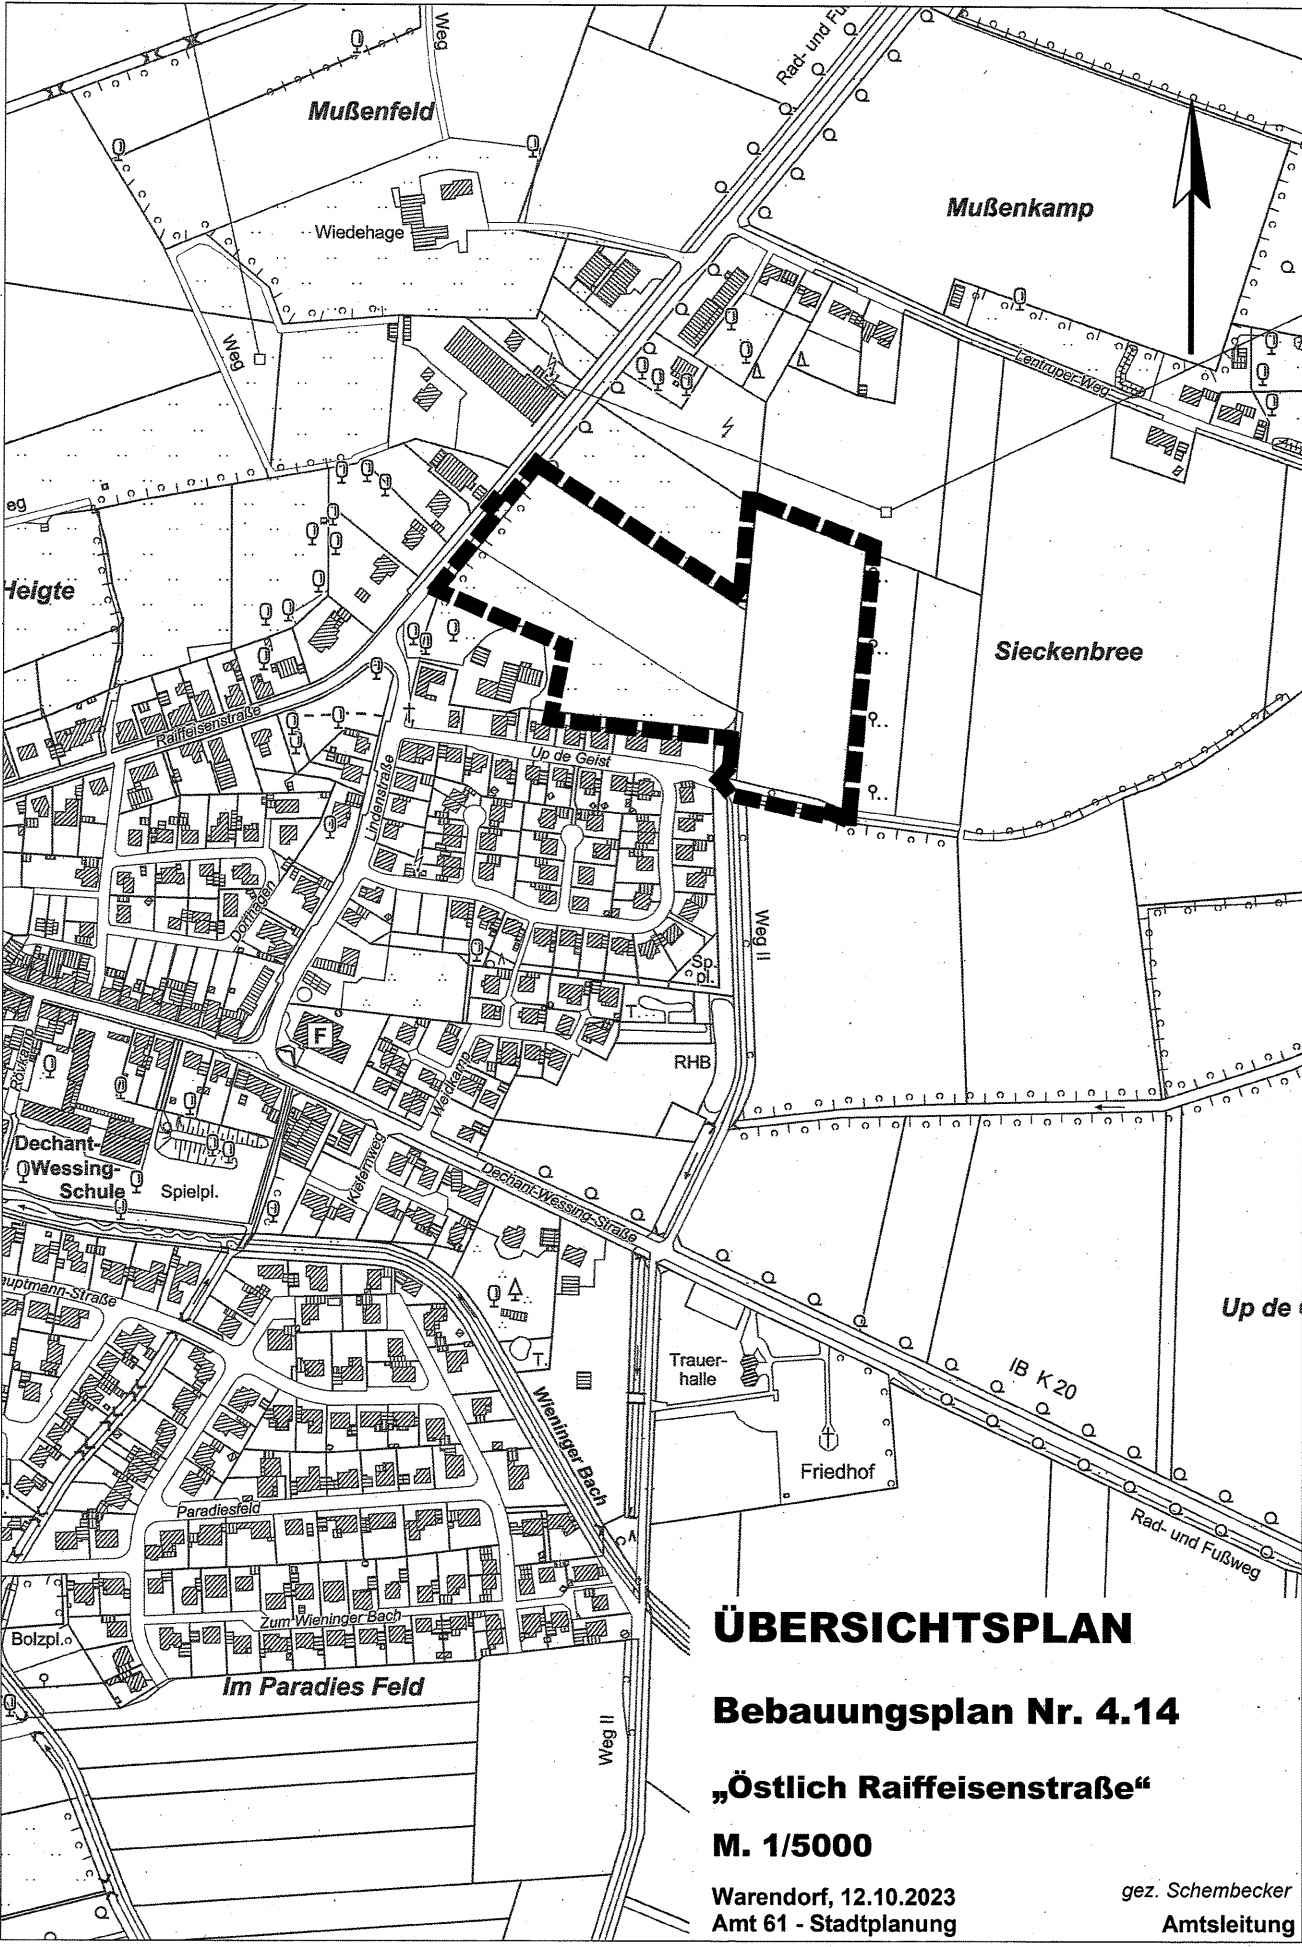 Weg
Rad- und Fu
Mußenfeld
Mußenkamp
Wiedehage
Weg
Lentruper Weg
eg
Helgte
Sieckenbree
Raiffeisenstraße
Up de Geist
Lindenstraße
Dorfhagen
Weg II
Sp.
pl.
T.
F
RHB
Rövkamp
Weidkamp
Dechant-
Wessing-
Schule
Spielpl.
Kiefernweg
Dechant-Wessing-Straße
auptmann-Straße
Up de
Trauer-
halle
IB K 20
T.
Wieninger Bach
Friedhof
Paradiesfeld
Rad- und Fußweg
Zum Wieninger Bach
Bolzpl.
Im Paradies Feld
Weg II
ÜBERSICHTSPLAN
Bebauungsplan Nr. 4.14
„Östlich Raiffeisenstraße“
M. 1/5000
Warendorf, 12.10.2023
Amt 61 - Stadtplanung
gez. Schembecker
Amtsleitung